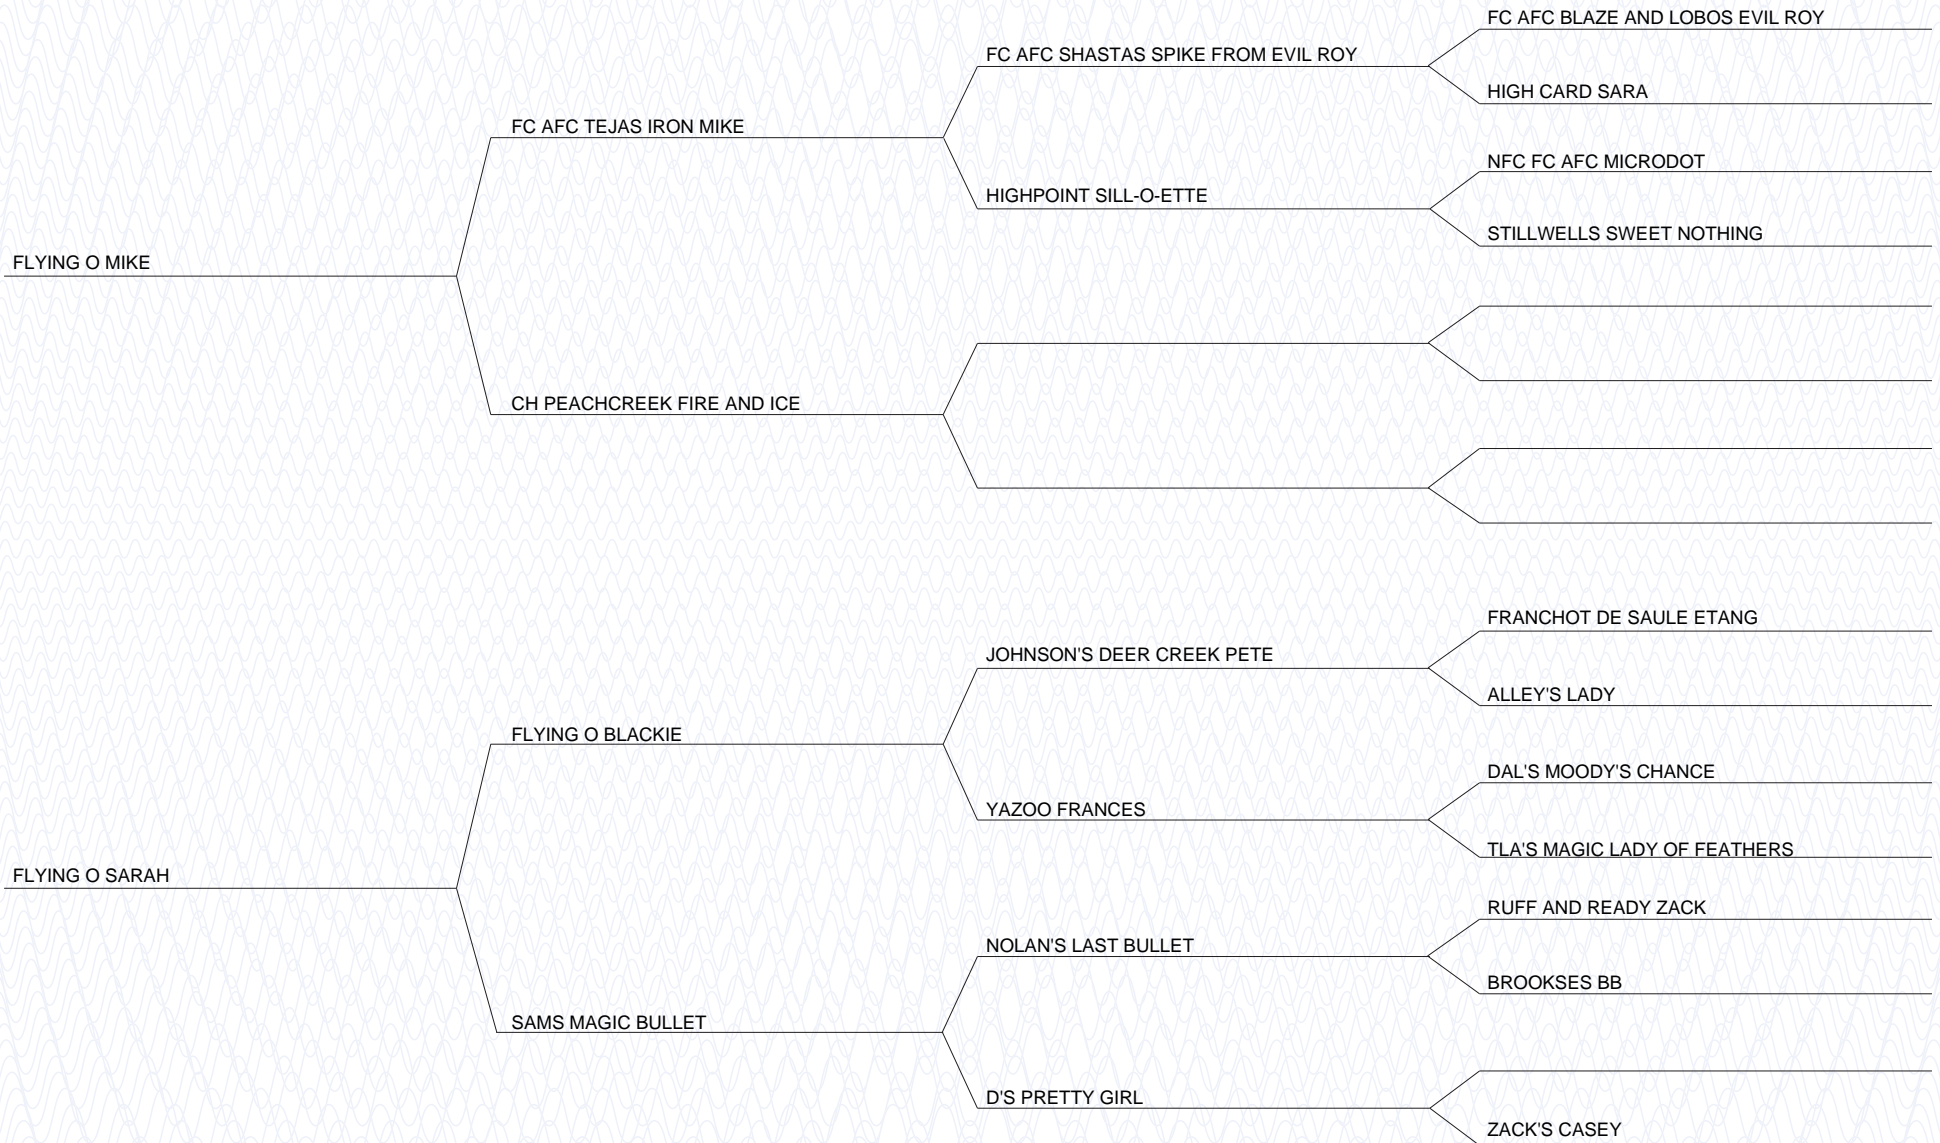 FC AFC BLAZE AND LOBOS EVIL ROY
FC AFC SHASTAS SPIKE FROM EVIL ROY
HIGH CARD SARA
FC AFC TEJAS IRON MIKE
NFC FC AFC MICRODOT
HIGHPOINT SILL-O-ETTE
STILLWELLS SWEET NOTHING
FLYING O MIKE
CH PEACHCREEK FIRE AND ICE
FRANCHOT DE SAULE ETANG
JOHNSON'S DEER CREEK PETE
ALLEY'S LADY
FLYING O BLACKIE
DAL'S MOODY'S CHANCE
YAZOO FRANCES
TLA'S MAGIC LADY OF FEATHERS
FLYING O SARAH
RUFF AND READY ZACK
NOLAN'S LAST BULLET
BROOKSES BB
SAMS MAGIC BULLET
D'S PRETTY GIRL
ZACK'S CASEY